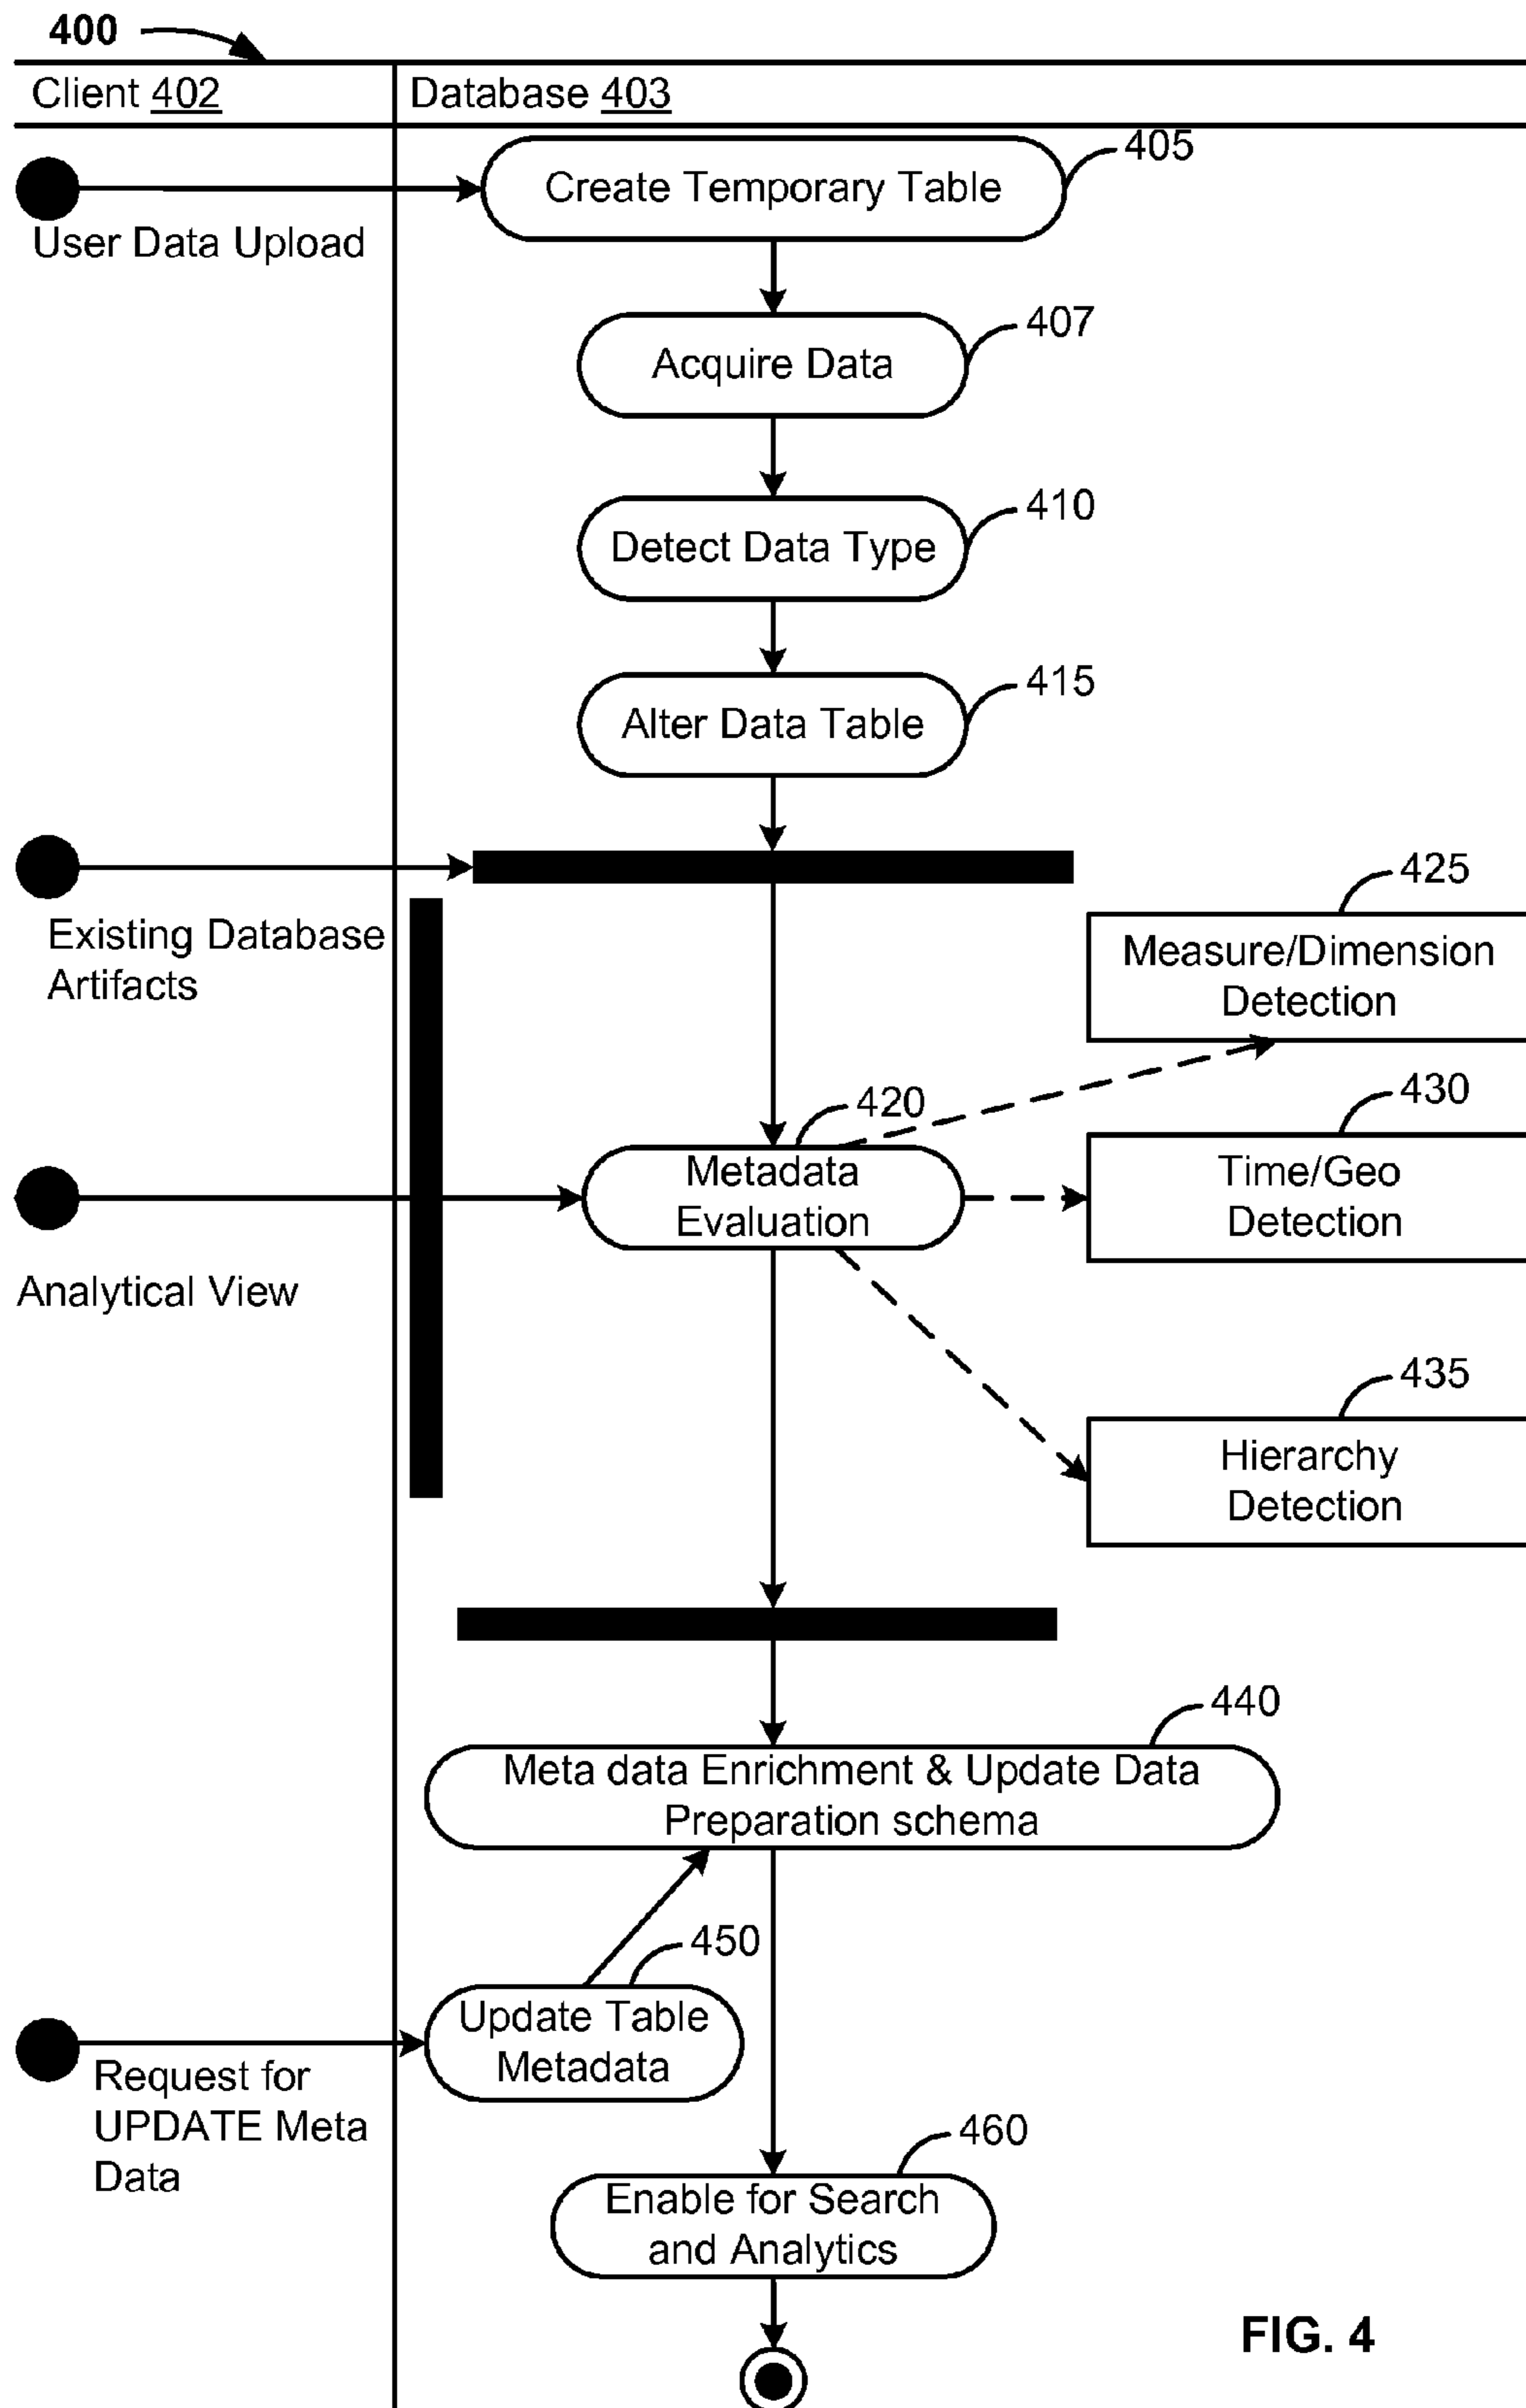 400
Client 402
Database 403
405
Create Temporary Table
User Data Upload
407
Acquire Data
410
Detect Data Type
415
Alter Data Table
425
Existing Database
Artifacts
Measure/Dimension
Detection
420
430
Metadata
Evaluation
Time/Geo
Detection
Analytical View
435
Hierarchy
Detection
440
Meta data Enrichment & Update Data
Preparation schema
450
Update Table
Metadata
Request for
UPDATE Meta
Data
460
Enable for Search
and Analytics
FIG. 4